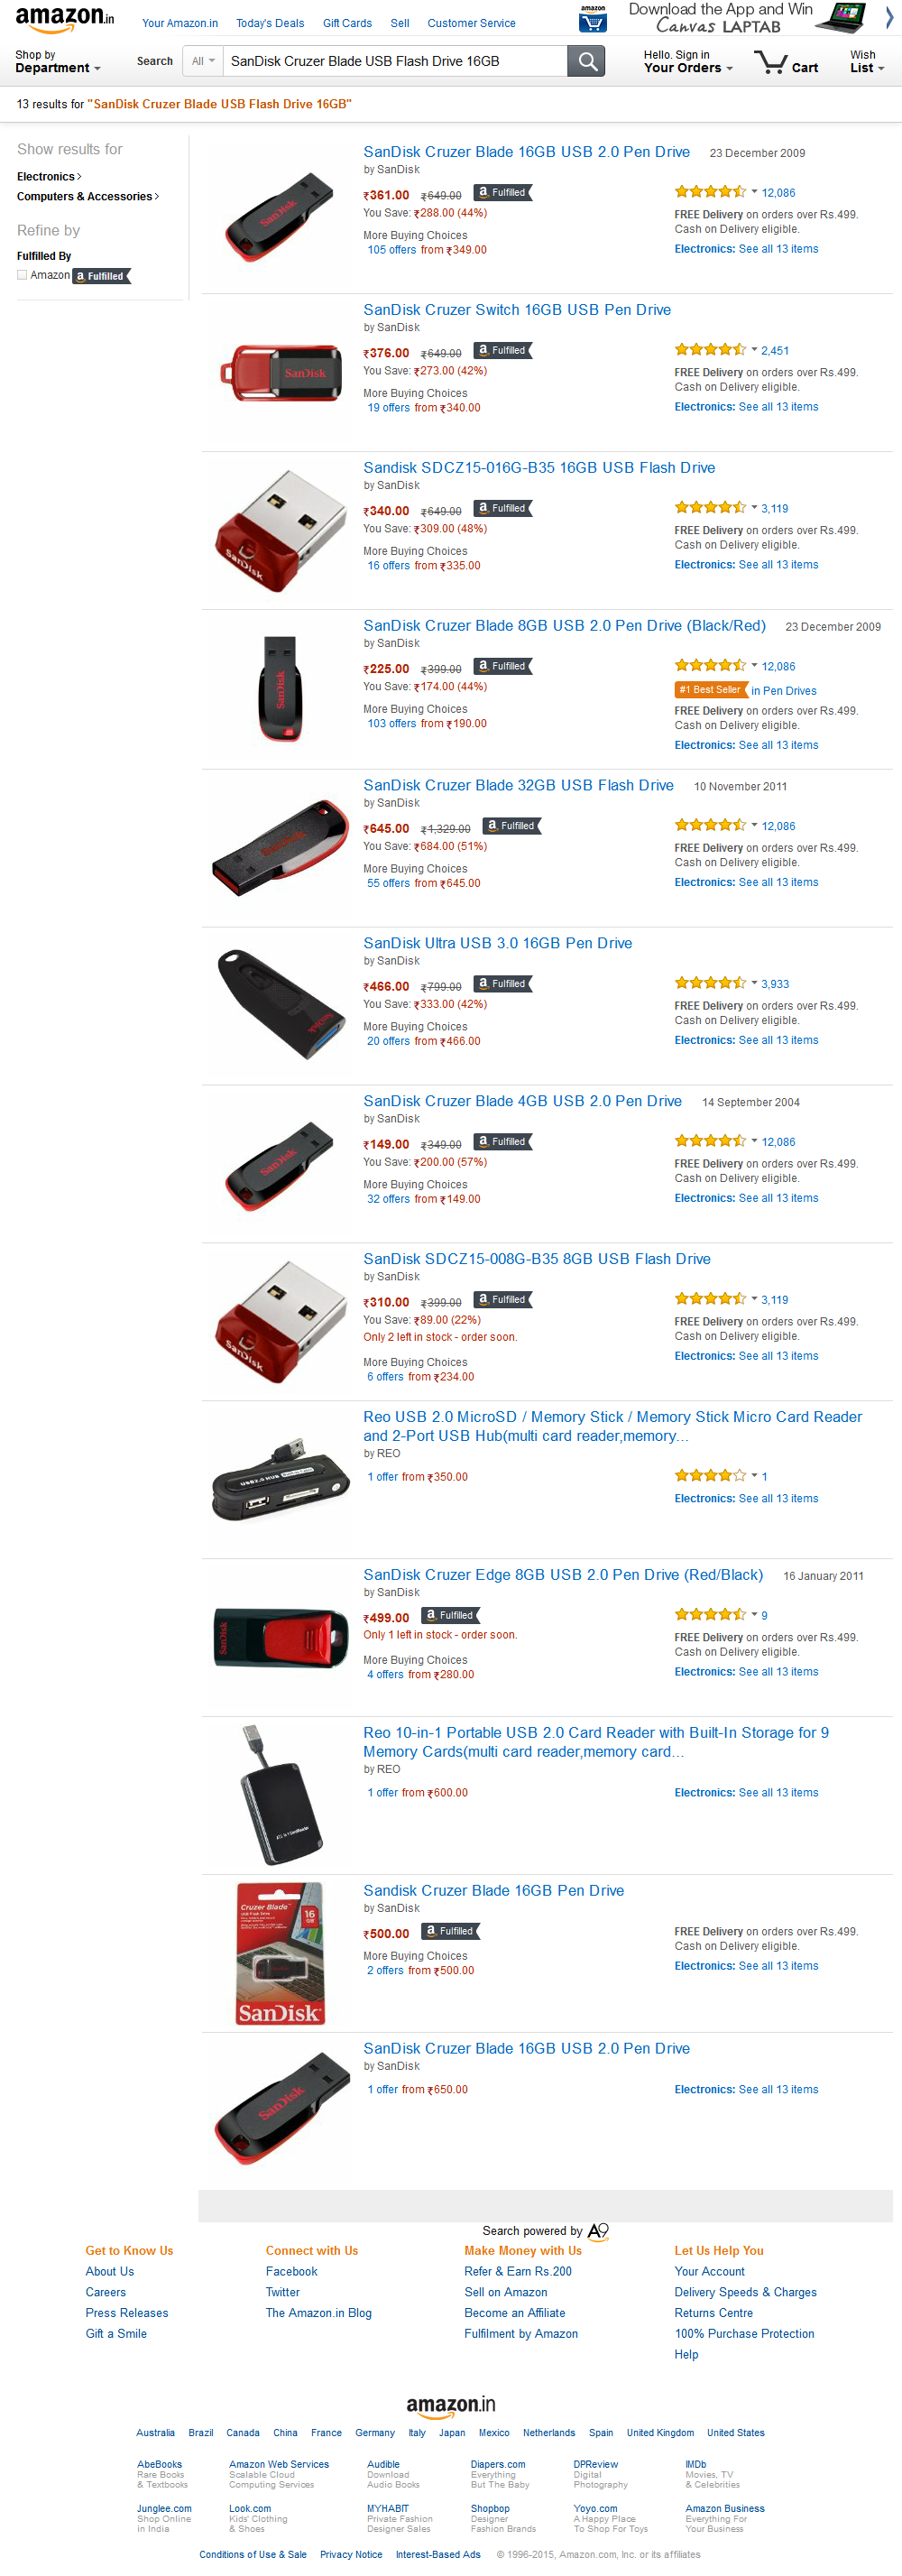 amazon.in
Your Amazon.in Today's Deals Gift Cards Sell Customer Service
amazon
Download the App and Win
Canvas LAPTAB
Shop by
Department
Search All SanDisk Cruzer Blade USB Flash Drive 16GB
Hello. Sign in
Your Orders
Cart
Wish
List
13 results for "SanDisk Cruzer Blade USB Flash Drive 16GB"
Show results for
Electronics
Computers & Accessories
Refine by
Fulfilled By
Amazon a Fulfilled
SanDisk
SanDisk Cruzer Blade 16GB USB 2.0 Pen Drive 23 December 2009
by SanDisk
₹361.00 ₹649.00 a Fulfilled
You Save: ₹288.00 (44%)
More Buying Choices
105 offers from ₹349.00
12,086
FREE Delivery on orders over Rs.499.
Cash on Delivery eligible.
Electronics: See all 13 items
SanDisk
SanDisk Cruzer Switch 16GB USB Pen Drive
by SanDisk
₹376.00 ₹649.00 a Fulfilled
You Save: ₹273.00 (42%)
More Buying Choices
19 offers from ₹340.00
2,451
FREE Delivery on orders over Rs.499.
Cash on Delivery eligible.
Electronics: See all 13 items
SanDisk
Sandisk SDCZ15-016G-B35 16GB USB Flash Drive
by SanDisk
₹340.00 ₹649.00 a Fulfilled
You Save: ₹309.00 (48%)
More Buying Choices
16 offers from ₹335.00
3,119
FREE Delivery on orders over Rs.499.
Cash on Delivery eligible.
Electronics: See all 13 items
SanDisk
SanDisk Cruzer Blade 8GB USB 2.0 Pen Drive (Black/Red) 23 December 2009
by SanDisk
₹225.00 ₹399.00 a Fulfilled
You Save: ₹174.00 (44%)
More Buying Choices
103 offers from ₹190.00
12,086
#1 Best Seller in Pen Drives
FREE Delivery on orders over Rs.499.
Cash on Delivery eligible.
Electronics: See all 13 items
SanDisk
SanDisk Cruzer Blade 32GB USB Flash Drive 10 November 2011
by SanDisk
₹645.00 ₹1,329.00 a Fulfilled
You Save: ₹684.00 (51%)
More Buying Choices
55 offers from ₹645.00
12,086
FREE Delivery on orders over Rs.499.
Cash on Delivery eligible.
Electronics: See all 13 items
SanDisk
SanDisk Ultra USB 3.0 16GB Pen Drive
by SanDisk
₹466.00 ₹799.00 a Fulfilled
You Save: ₹333.00 (42%)
More Buying Choices
20 offers from ₹466.00
3,933
FREE Delivery on orders over Rs.499.
Cash on Delivery eligible.
Electronics: See all 13 items
SanDisk
SanDisk Cruzer Blade 4GB USB 2.0 Pen Drive 14 September 2004
by SanDisk
₹149.00 ₹349.00 a Fulfilled
You Save: ₹200.00 (57%)
More Buying Choices
32 offers from ₹149.00
12,086
FREE Delivery on orders over Rs.499.
Cash on Delivery eligible.
Electronics: See all 13 items
SanDisk
SanDisk SDCZ15-008G-B35 8GB USB Flash Drive
by SanDisk
₹310.00 ₹399.00 a Fulfilled
You Save: ₹89.00 (22%)
Only 2 left in stock - order soon.
More Buying Choices
6 offers from ₹234.00
3,119
FREE Delivery on orders over Rs.499.
Cash on Delivery eligible.
Electronics: See all 13 items
USB2.0 HUB
Reo USB 2.0 MicroSD / Memory Stick / Memory Stick Micro Card Reader
and 2-Port USB Hub(multi card reader,memory...
by REO
1 offer from ₹350.00
1
Electronics: See all 13 items
SanDisk
SanDisk Cruzer Edge 8GB USB 2.0 Pen Drive (Red/Black) 16 January 2011
by SanDisk
₹499.00 a Fulfilled
Only 1 left in stock - order soon.
More Buying Choices
4 offers from ₹280.00
9
FREE Delivery on orders over Rs.499.
Cash on Delivery eligible.
Electronics: See all 13 items
Reo 10-in-1 Portable USB 2.0 Card Reader with Built-In Storage for 9
Memory Cards(multi card reader,memory card...
by REO
1 offer from ₹600.00
Electronics: See all 13 items
Cruzer Blade
16
GB
SanDisk
Sandisk Cruzer Blade 16GB Pen Drive
by SanDisk
₹500.00 a Fulfilled
More Buying Choices
2 offers from ₹500.00
FREE Delivery on orders over Rs.499.
Cash on Delivery eligible.
Electronics: See all 13 items
SanDisk
SanDisk Cruzer Blade 16GB USB 2.0 Pen Drive
by SanDisk
1 offer from ₹650.00
Electronics: See all 13 items
Search powered by A9
Get to Know Us Connect with Us Make Money with Us Let Us Help You
About Us Facebook Refer & Earn Rs.200 Your Account
Careers Twitter Sell on Amazon Delivery Speeds & Charges
Press Releases The Amazon.in Blog Become an Affiliate Returns Centre
Gift a Smile Fulfilment by Amazon 100% Purchase Protection
Help
amazon.in
Australia Brazil Canada China France Germany Italy Japan Mexico Netherlands Spain United Kingdom United States
AbeBooks Amazon Web Services Audible Diapers.com DPReview IMDb
Rare Books Scalable Cloud Download Everything Digital Movies, TV
& Textbooks Computing Services Audio Books But The Baby Photography & Celebrities
Junglee.com Look.com MYHABIT Shopbop Yoyo.com Amazon Business
Shop Online Kids' Clothing Private Fashion Designer A Happy Place Everything For
in India & Shoes Designer Sales Fashion Brands To Shop For Toys Your Business
Conditions of Use & Sale Privacy Notice Interest-Based Ads © 1996-2015, Amazon.com, Inc. or its affiliates